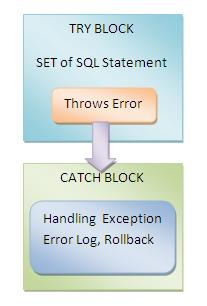 TRY BLOCK
SET of SQL Statement
Throws Error
CATCH BLOCK
Handling Exception
Error Log, Rollback